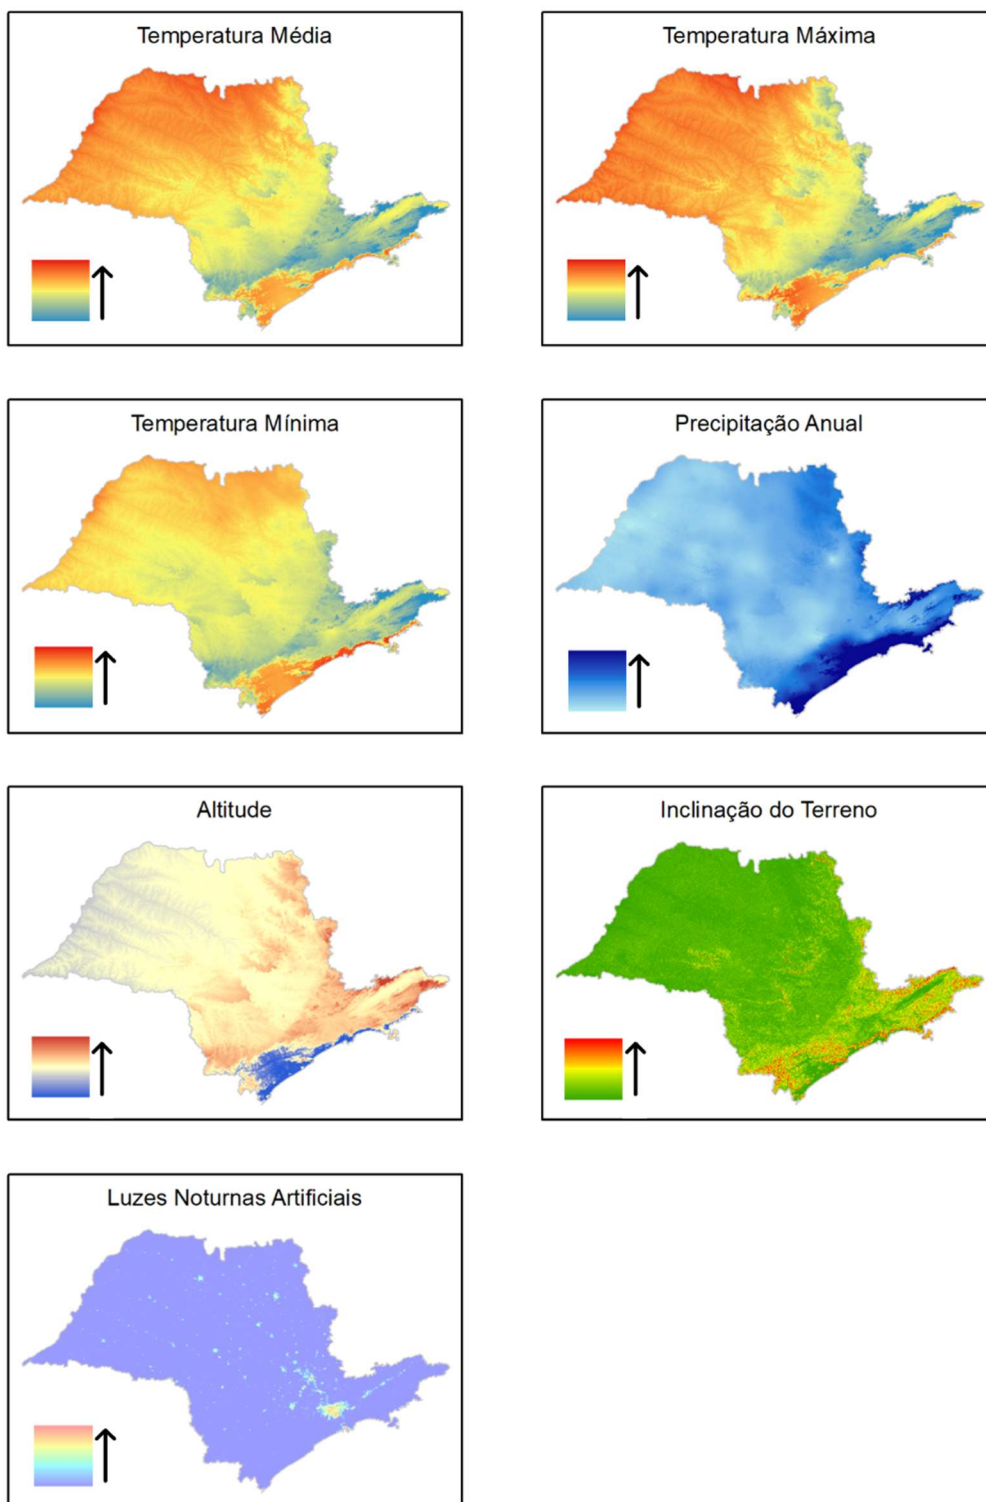 Temperatura Média
Temperatura Máxima
Temperatura Mínima
Precipitação Anual
Altitude
Inclinação do Terreno
Luzes Noturnas Artificiais